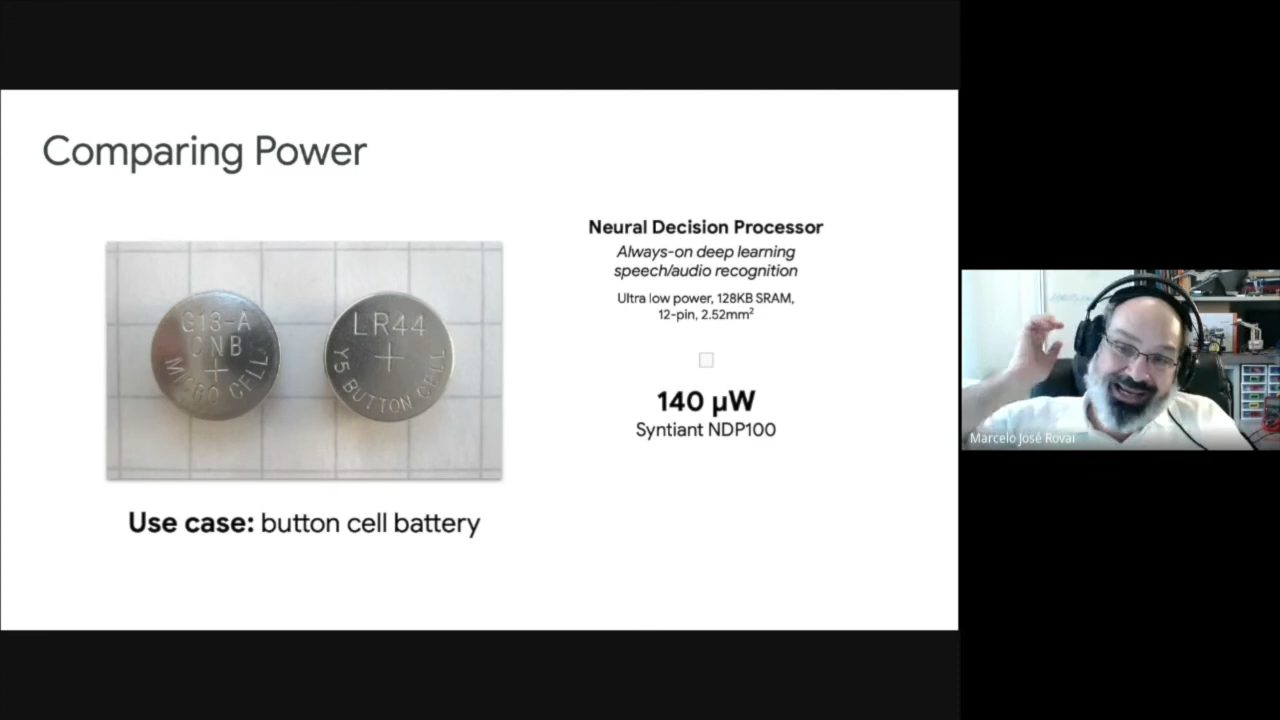 Comparing Power
G13-A
CNB
MICRO CELL
LR44
Y5 BUTTON CELL
Use case: button cell battery
Neural Decision Processor
Always-on deep learning
speech/audio recognition
Ultra low power, 128KB SRAM,
12-pin, 2.52mm²
140 µW
Syntiant NDP100
Marcelo José Rovai